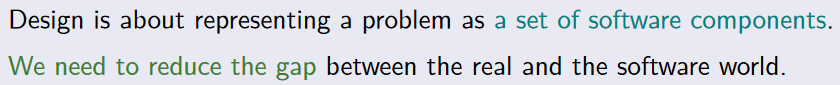 Design is about representing a problem as a set of software components.
We need to reduce the gap between the real and the software world.